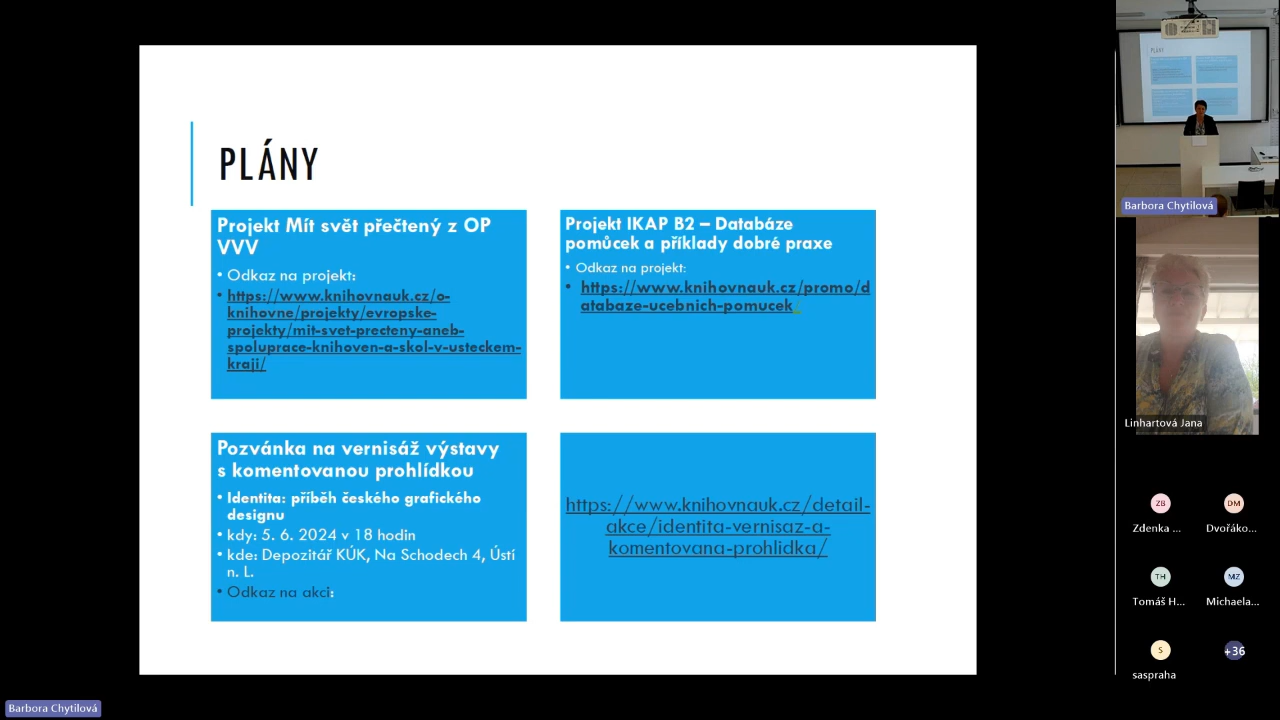 PLÁNY
Projekt Mít svět přečtený z OP
VVV
• Odkaz na projekt:
• https://www.knihovnauk.cz/o-
knihovne/projekty/evropske-
projekty/mit-svet-precteny-aneb-
spoluprace-knihoven-a-skol-v-usteckem-
kraji/
Projekt IKAP B2 – Databáze
pomůcek a příklady dobré praxe
• Odkaz na projekt:
• https://www.knihovnauk.cz/promo/d
atabaze-ucebnich-pomucek
Pozvánka na vernisáž výstavy
s komentovanou prohlídkou
• Identita: příběh českého grafického
designu
• kdy: 5. 6. 2024 v 18 hodin
• kde: Depozitář KÚK, Na Schodech 4, Ústí
n. L.
• Odkaz na akci:
https://www.knihovnauk.cz/detail-
akce/identita-vernisaz-a-
komentovana-prohlidka/
PLÁNY
Barbora Chytilová
Linhartová Jana
ZB
DM
Zdenka ...
Dvořáko...
TH
MZ
Tomáš H...
Michaela...
S
+36
saspraha
Barbora Chytilová